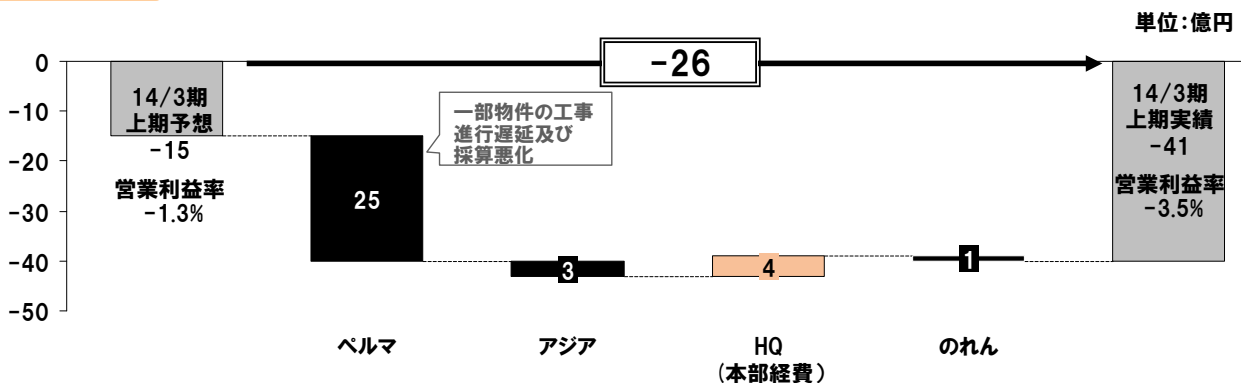 単位：億円
0
-10
-20
-30
-40
-50
-26
14/3期
上期予想
-15
営業利益率
-1.3%
一部物件の工事
進行遅延及び
採算悪化
25
3
4
1
14/3期
上期実績
-41
営業利益率
-3.5%
ペルマ
アジア
HQ
（本部経費）
のれん